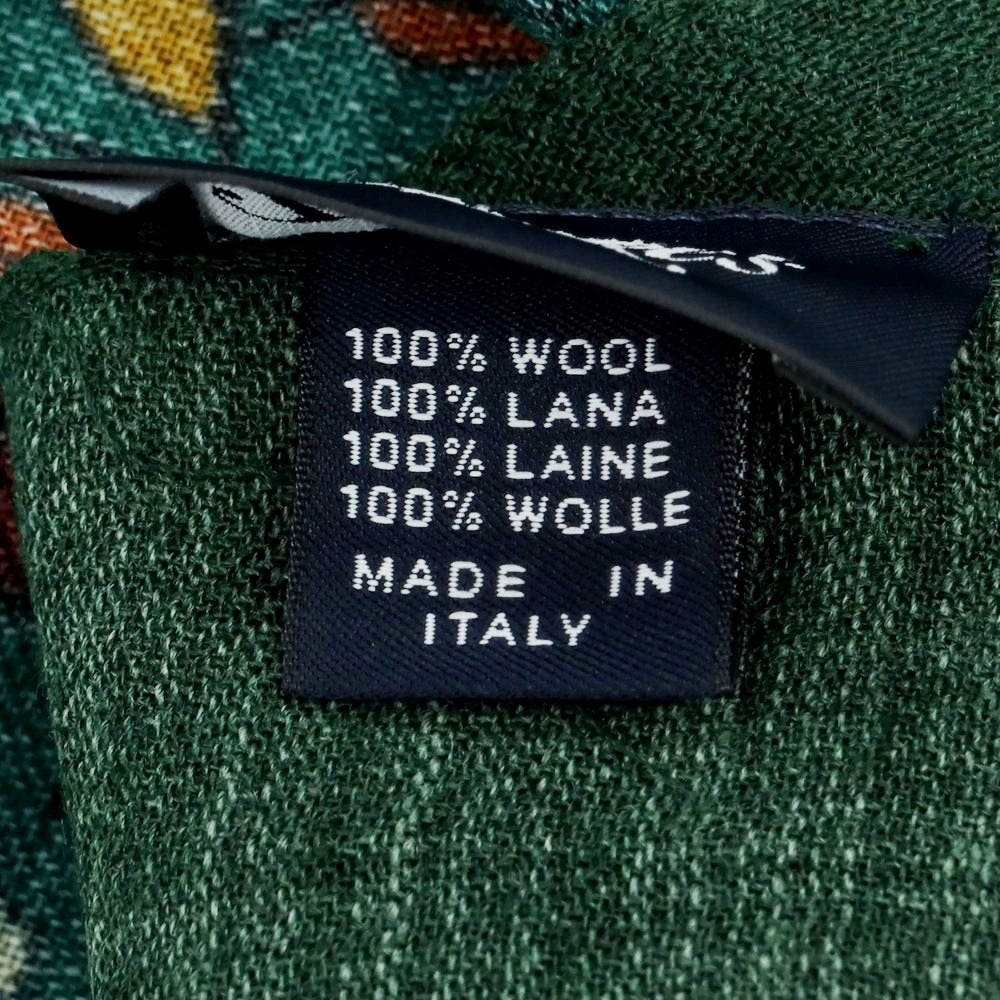 100% WOOL
100% LANA
100% LAINE
100% WOLLE
MADE IN
ITALY